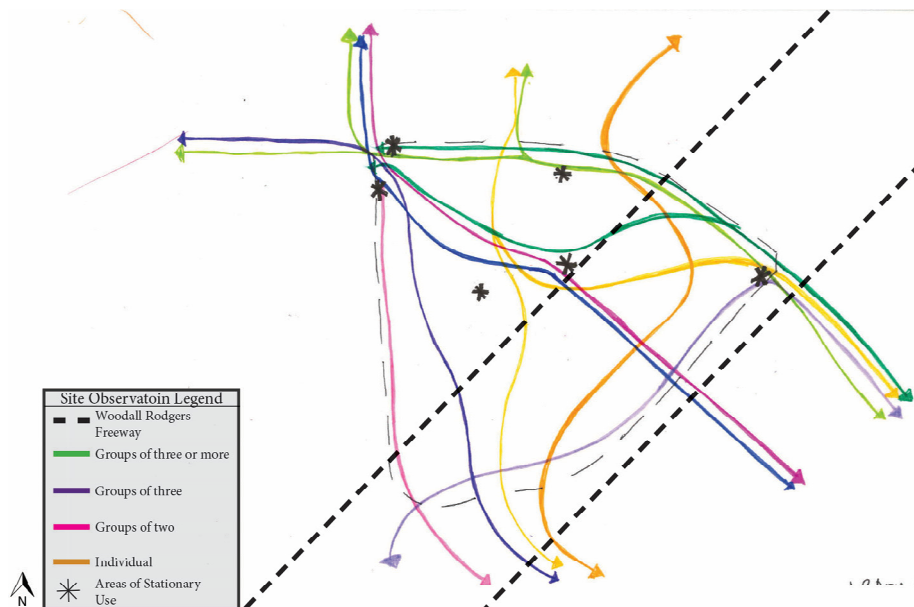 Site Observatoin Legend
Woodall Rodgers
Freeway
Groups of three or more
Groups of three
Groups of two
Individual
Areas of Stationary
Use
N